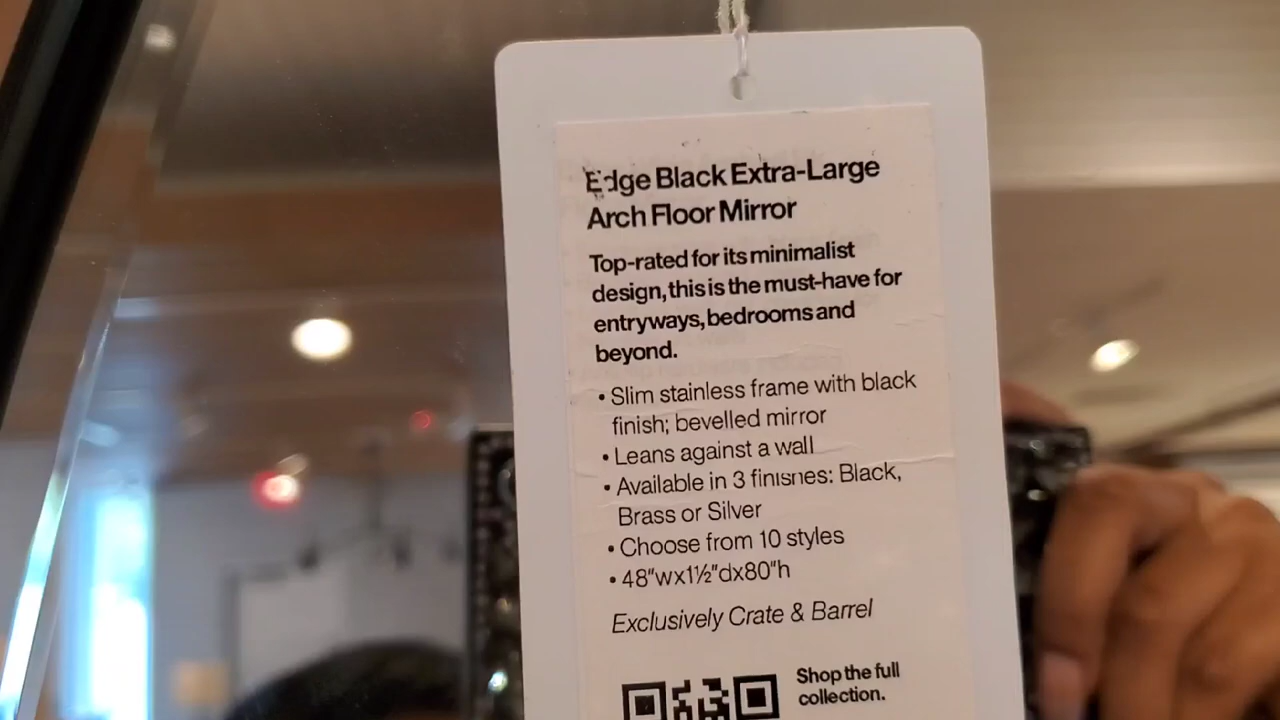 Edge Black Extra-Large
Arch Floor Mirror
Top-rated for its minimalist
design, this is the must-have for
entryways, bedrooms and
beyond.
• Slim stainless frame with black
finish; bevelled mirror
• Leans against a wall
• Available in 3 finishes: Black,
Brass or Silver
• Choose from 10 styles
• 48"wx1½"dx80"h
Exclusively Crate & Barrel
Shop the full
collection.